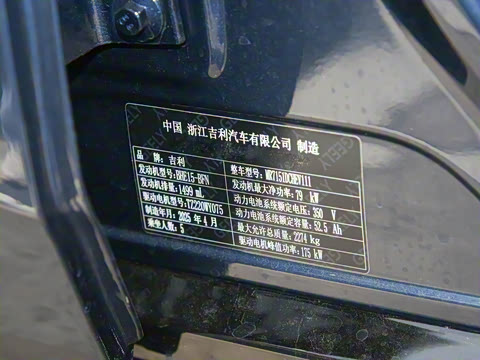 中国 浙江吉利汽车有限公司 制造
品 牌:吉利 整车型号:MR7151DCHEV111
发动机型号:BHE15-BFN 发动机最大净功率:79 kW
发动机排量:1499 mL 动力电池系统额定电压:350 V
驱动电机型号:TZ220WY0T5 动力电池系统额定容量:52.5 Ah
制造年月:2025 年 4 月 最大允许总质量:2274 kg
乘坐人数:5 驱动电机峰值功率:175 kW